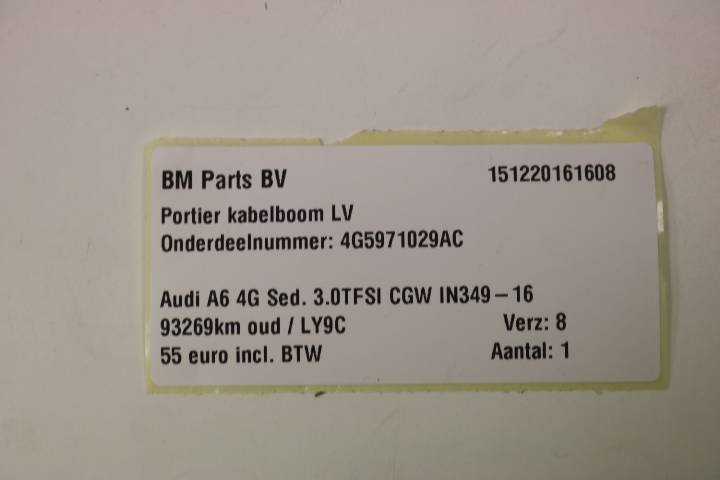 BM Parts BV 151220161608
Portier kabelboom LV
Onderdeelnummer: 4G5971029AC
Audi A6 4G Sed. 3.0TFSI CGW IN349-16
93269km oud / LY9C Verz: 8
55 euro incl. BTW Aantal: 1